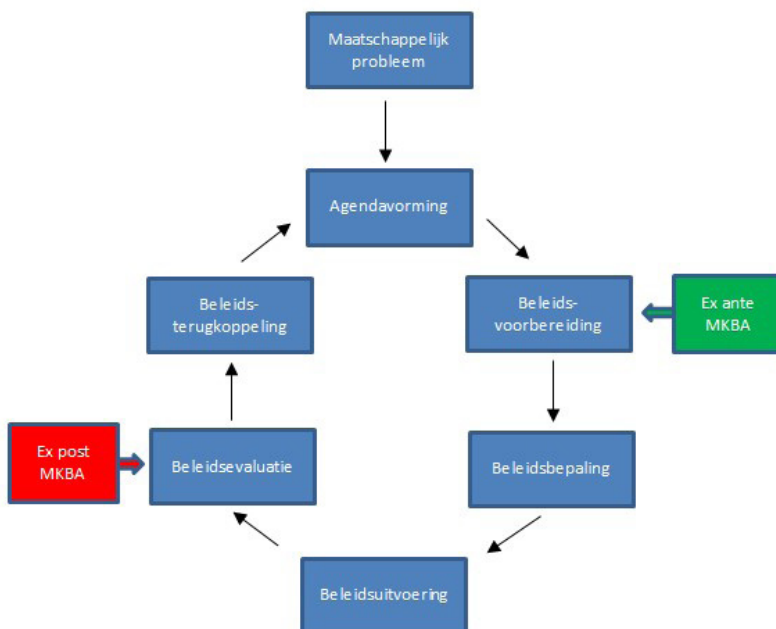 Maatschappelijk
probleem
Agendavorming
Beleids-
terugkoppeling
Beleids-
voorbereiding
Ex ante
MKBA
Ex post
MKBA
Beleidsevaluatie
Beleidsbepaling
Beleidsuitvoering